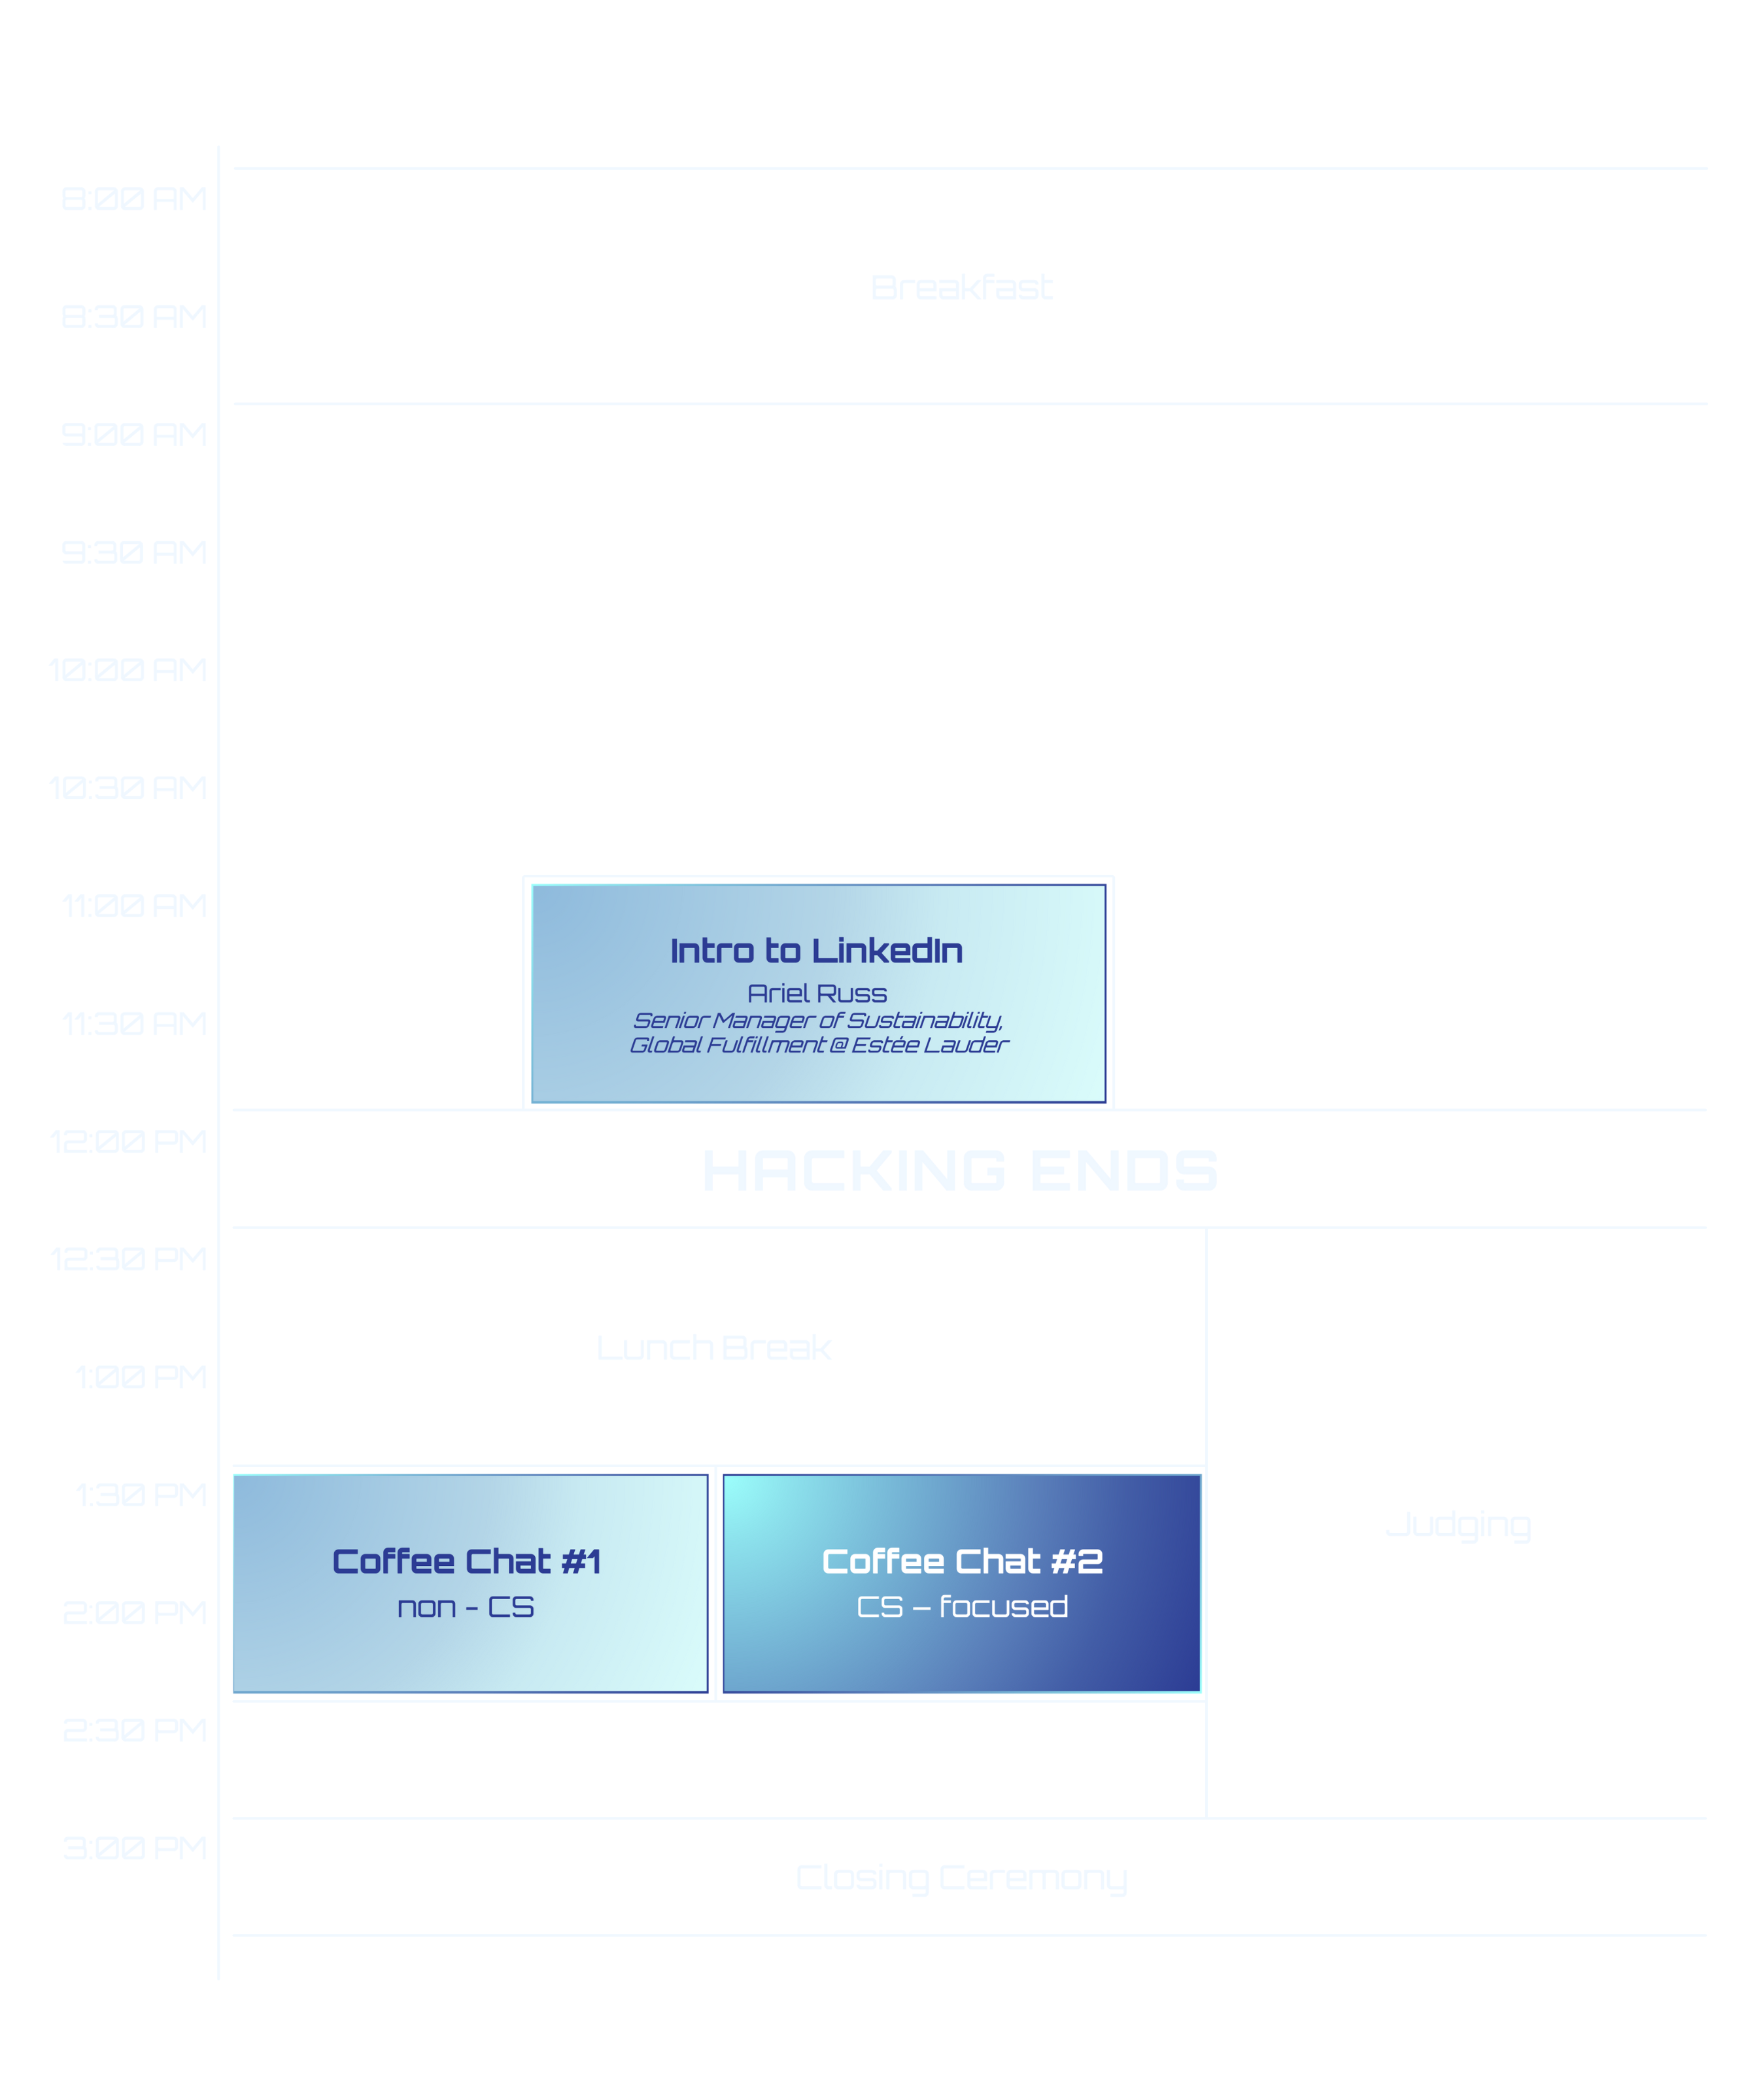 8:00 AM
Breakfast
8:30 AM
9:00 AM
9:30 AM
10:00 AM
10:30 AM
11:00 AM
Intro to LinkedIn
Ariel Russ
Senior Manager of Sustainability,
Global Fulfillment @ Estée Lauder
11:30 AM
12:00 PM
HACKING ENDS
12:30 PM
Lunch Break
1:00 PM
1:30 PM
Judging
Coffee Chat #1
non - CS
Coffee Chat #2
CS – focused
2:00 PM
2:30 PM
3:00 PM
Closing Ceremony